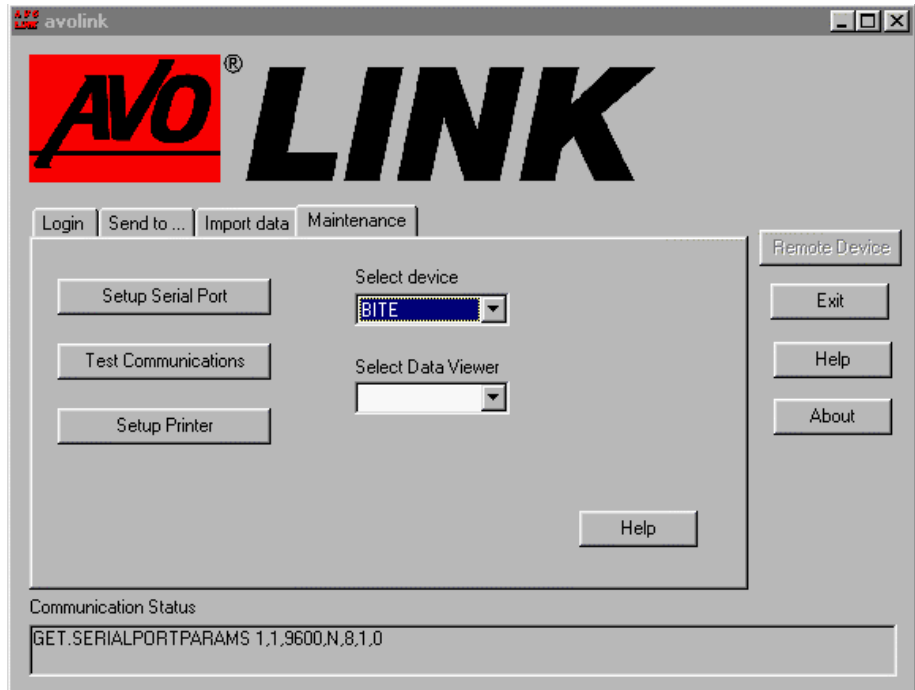 AVO LINK avolink
AVO® LINK
Login Send to ... Import data Maintenance
Remote Device
Setup Serial Port
Select device
BITE
Exit
Test Communications
Select Data Viewer
Help
Setup Printer
About
Help
Communication Status
GET.SERIALPORTPARAMS 1,1,9600,N,8,1,0